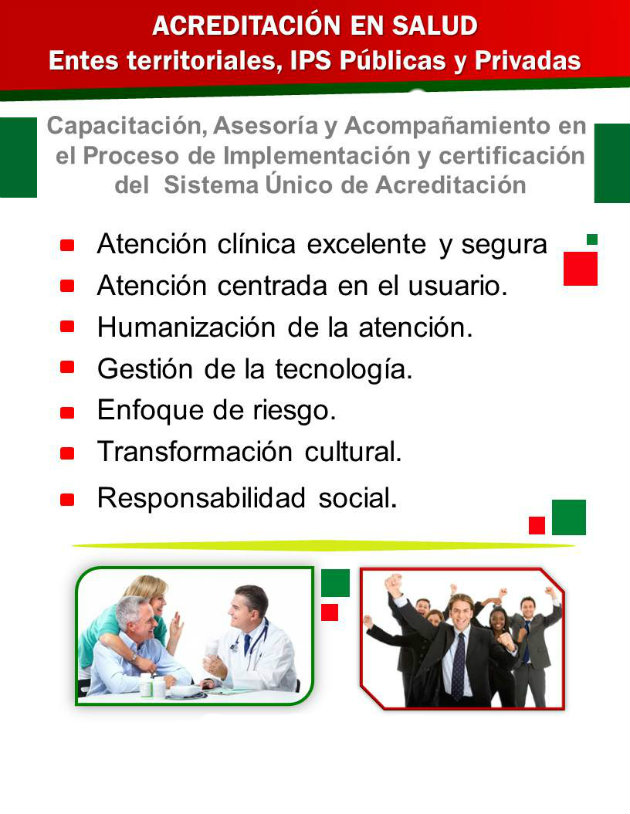 ACREDITACIÓN EN SALUD
Entes territoriales, IPS Públicas y Privadas
Capacitación, Asesoría y Acompañamiento en
el Proceso de Implementación y certificación
del Sistema Único de Acreditación
Atención clínica excelente y segura
Atención centrada en el usuario.
Humanización de la atención.
Gestión de la tecnología.
Enfoque de riesgo.
Transformación cultural.
Responsabilidad social.